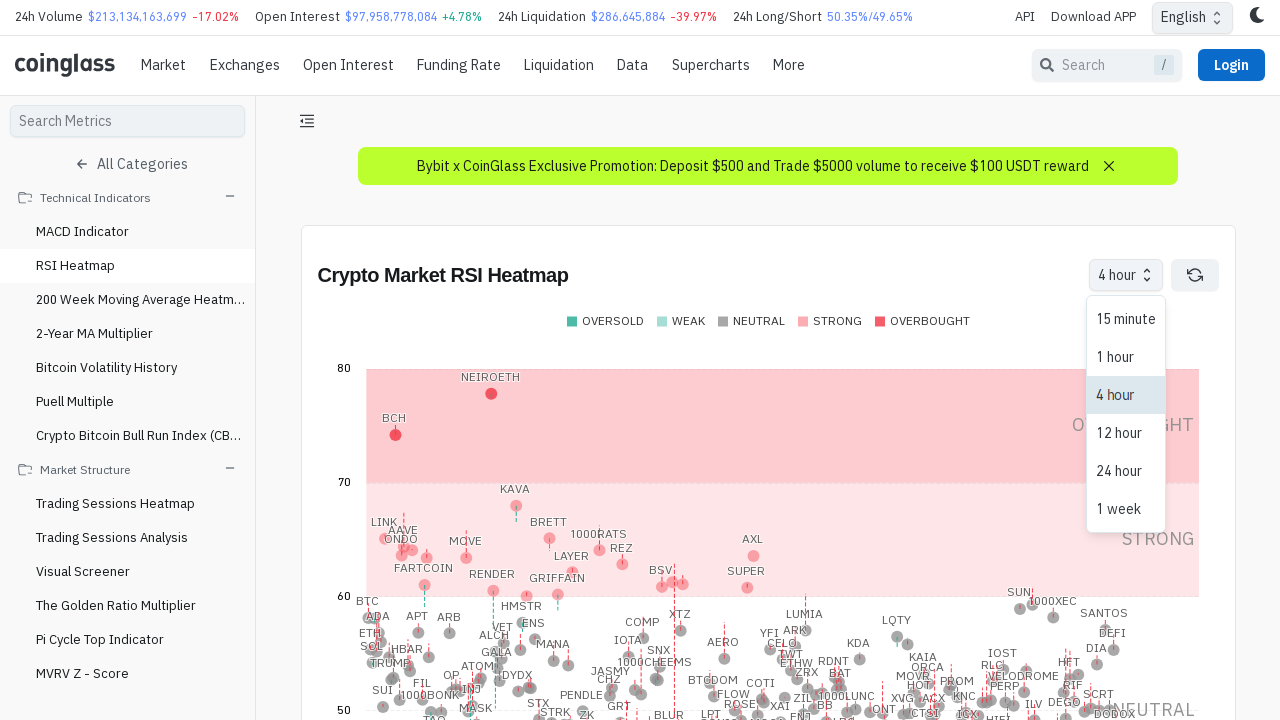 24h Volume $213,134,163,699 -17.02% Open Interest $97,958,778,084 +4.78% 24h Liquidation $286,645,884 -39.97% 24h Long/Short 50.35%/49.65% API Download APP English
coinglass Market Exchanges Open Interest Funding Rate Liquidation Data Supercharts More Search / Login
Search Metrics
All Categories
Technical Indicators
MACD Indicator
RSI Heatmap
200 Week Moving Average Heatm...
2-Year MA Multiplier
Bitcoin Volatility History
Puell Multiple
Crypto Bitcoin Bull Run Index (CB...
Market Structure
Trading Sessions Heatmap
Trading Sessions Analysis
Visual Screener
The Golden Ratio Multiplier
Pi Cycle Top Indicator
MVRV Z - Score
Bybit x CoinGlass Exclusive Promotion: Deposit $500 and Trade $5000 volume to receive $100 USDT reward
Crypto Market RSI Heatmap
4 hour
15 minute
1 hour
4 hour
12 hour
24 hour
1 week
OVERSOLD WEAK NEUTRAL STRONG OVERBOUGHT
80
NEIROETH
BCH
70
KAVA
LINK
BRETT
AAVE
ONDO
MOVE
1000RATS
REZ
AXL
STRONG
LAYER
FARTCOIN
RENDER
GRIFFAIN
BSV
SUPER
60
BTC
HMSTR
SUN
1000XEC
ADA APT ARB
XTZ
LUMIA
SANTOS
VET ENS
COMP
LQTY
ETH
ALCH
YFI ARK
DEFI
SOL HBAR
GALA
MANA
IOTA
AERO
CELO
KDA
DIA
SNX
TWT
KAIA
IOST
TRUMP
ATOM
1000CHEEMS
ETHW RDNT
ORCA
RLC
HFT
OP DYDX
JASMY
CHZ
ZRX BAT
MOVR
VELODROME
SUI FIL
INJ
BTCDOM
COTI
HOT
PROM
PERP
RIF
1000BONK
PENDLE
FLOW
ZIL 1000LUNC
XVG ACX KNC
SCRT
MASK
STX
GRT
ROSE
BB
ILV DEGO
50
STRK
ZK
BLUR
LPT
ONT
CTSI
NEUTRAL